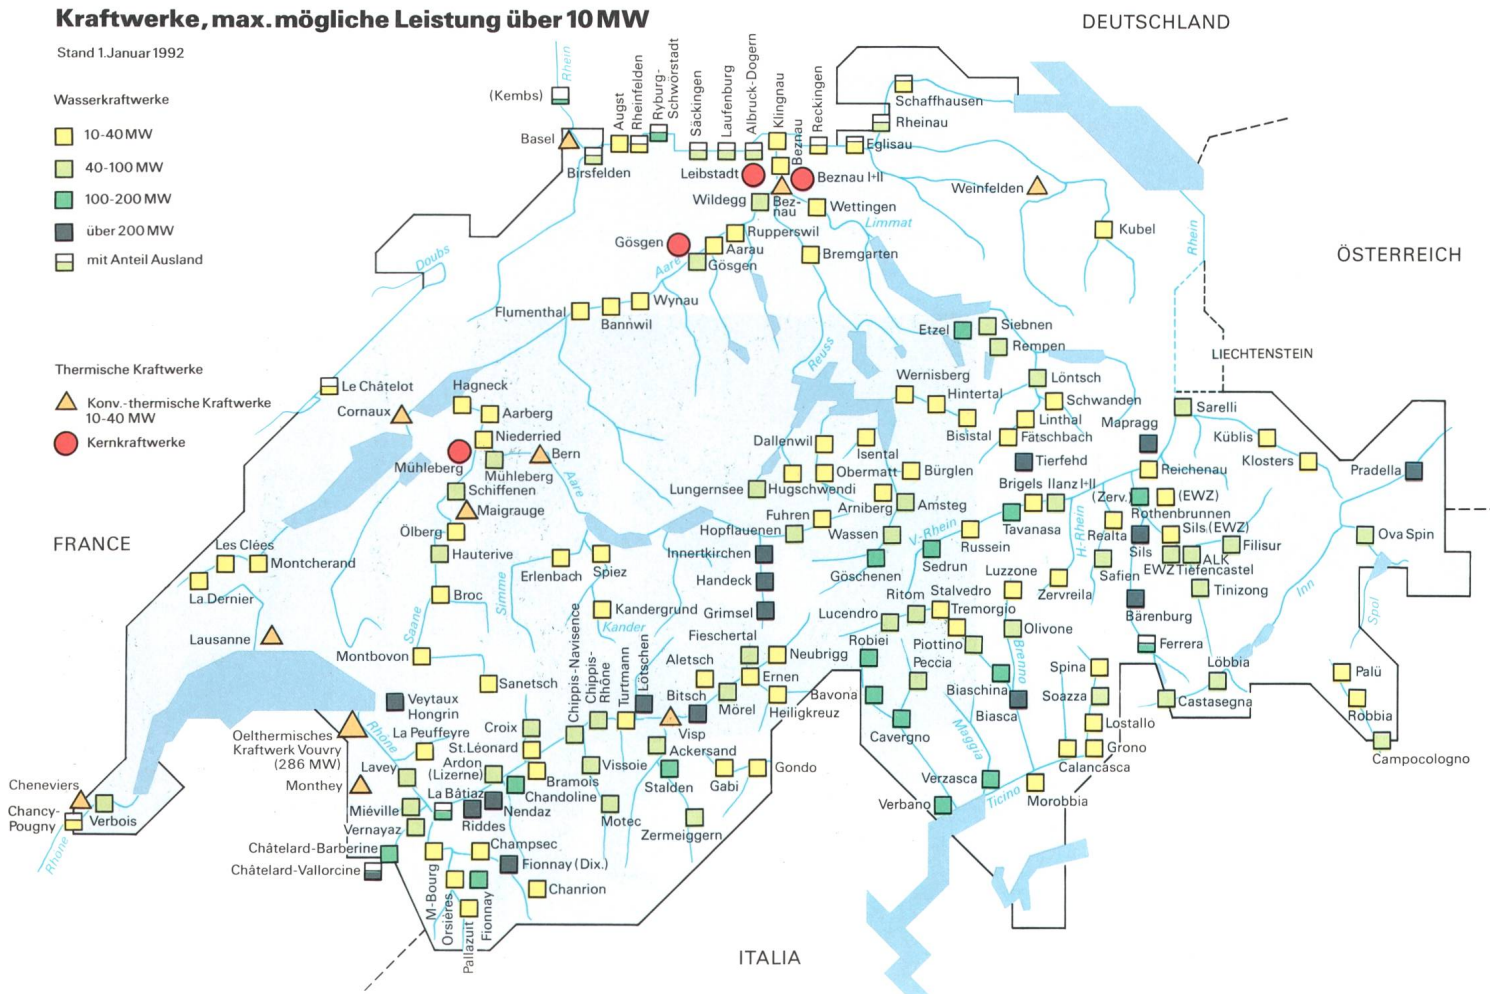 Kraftwerke, max. mögliche Leistung über 10 MW
DEUTSCHLAND
Stand 1. Januar 1992
Wasserkraftwerke
10-40 MW
40-100 MW
100-200 MW
über 200 MW
mit Anteil Ausland
Thermische Kraftwerke
Konv.-thermische Kraftwerke
10-40 MW
Kernkraftwerke
Rhein
(Kembs)
Basel
Birsfelden
Augst
Rheinfelden
Ryburg-
Schwörstadt
Säckingen
Laufenburg
Albruck-Dogern
Klingnau
Beznau
Reckingen
Schaffhausen
Rheinau
Eglisau
Leibstadt
Beznau I+II
Weinfelden
Wildegg
Bez-
nau
Wettingen
Limmat
Kubel
Rhein
ÖSTERREICH
Gösgen
Rupperswil
Aarau
Gösgen
Aare
Bremgarten
Doubs
Flumenthal
Bannwil
Wynau
Etzel
Siebnen
Rempen
Reuss
LIECHTENSTEIN
Le Châtelot
Cornaux
Hagneck
Aarberg
Niederried
Mühleberg
Mühleberg
Bern
Aare
Schiffenen
Maigrauge
Ölberg
Hauterive
Broc
Saane
Simme
Montbovon
Sanetsch
Wernisberg
Hintertal
Bisistal
Löntsch
Schwanden
Linthal
Fätschbach
Tierfehd
Mapragg
Sarelli
Küblis
Klosters
Pradella
Dallenwil
Isental
Obermatt
Bürglen
Lungernsee
Hugschwendi
Arniberg
Amsteg
Fuhren
Hopflauenen
Wassen
Göschenen
Brigels
Ilanz I+II
Reichenau
(Zerv.)
(EWZ)
Rothenbrunnen
Tavanasa
Realta
Sils (EWZ)
Sils
Filisur
ALK
EWZ
Tiefencastel
Tinizong
Ova Spin
V-Rhein
H.-Rhein
Russein
Sedrun
Safien
Zervreila
Luzzone
Bärenburg
Ferrera
Inn
Spol
FRANCE
Les Clées
Montcherand
La Dernier
Lausanne
Erlenbach
Spiez
Kandergrund
Kander
Innertkirchen
Handeck
Grimsel
Lucendro
Ritom
Stalvedro
Tremorgio
Olivone
Robiei
Piottino
Peccia
Brenno
Biaschina
Biasca
Bavona
Cavergno
Maggia
Spina
Soazza
Lostallo
Grono
Calancasca
Löbbia
Castasegna
Palü
Robbia
Campocologno
Verzasca
Verbano
Ticino
Morobbia
Fieschertal
Neubrigg
Aletsch
Ernen
Bitsch
Mörel
Heiligkreuz
Chippis-Navisence
Chippis-
Rhône
Turtmann
Lötschen
Visp
Ackersand
Stalden
Gabi
Gondo
Zermeiggern
Veytaux
Hongrin
Oelthermisches
Kraftwerk Vouvry
(286 MW)
Rhône
La Peuffeyre
Croix
St. Léonard
Ardon
(Lizerne)
Lavey
Monthey
Vissoie
Bramois
Chandoline
La Bâtiaz
Nendaz
Riddes
Miéville
Vernayaz
Motec
Châtelard-Barberine
Châtelard-Vallorcine
Champsec
Fionnay (Dix.)
Chanrion
M-Bourg
Orsières
Pallazuit
Fionnay
Cheneviers
Chancy-
Pougny
Verbois
Rhone
ITALIA